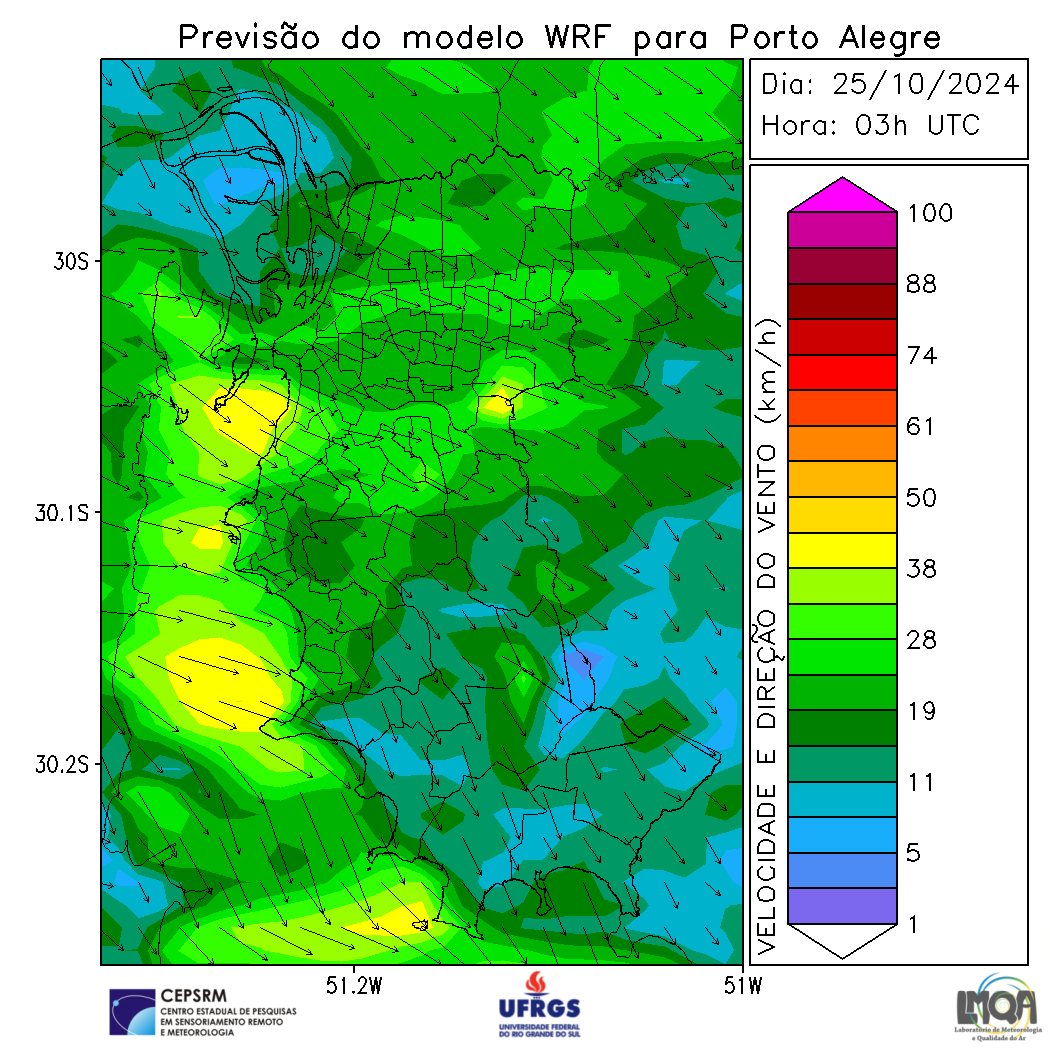 Previsão do modelo WRF para Porto Alegre
Dia: 25/10/2024
Hora: 03h UTC
30S
30.1S
30.2S
51.2W
51W
VELOCIDADE E DIREÇÃO DO VENTO (km/h)
100
88
74
61
50
38
28
19
11
5
1
CEPSRM
CENTRO ESTADUAL DE PESQUISAS
EM SENSORIAMENTO REMOTO
E METEOROLOGIA
UFRGS
UNIVERSIDADE FEDERAL
DO RIO GRANDE DO SUL
LMQA
Laboratório de Meteorologia
e Qualidade do Ar